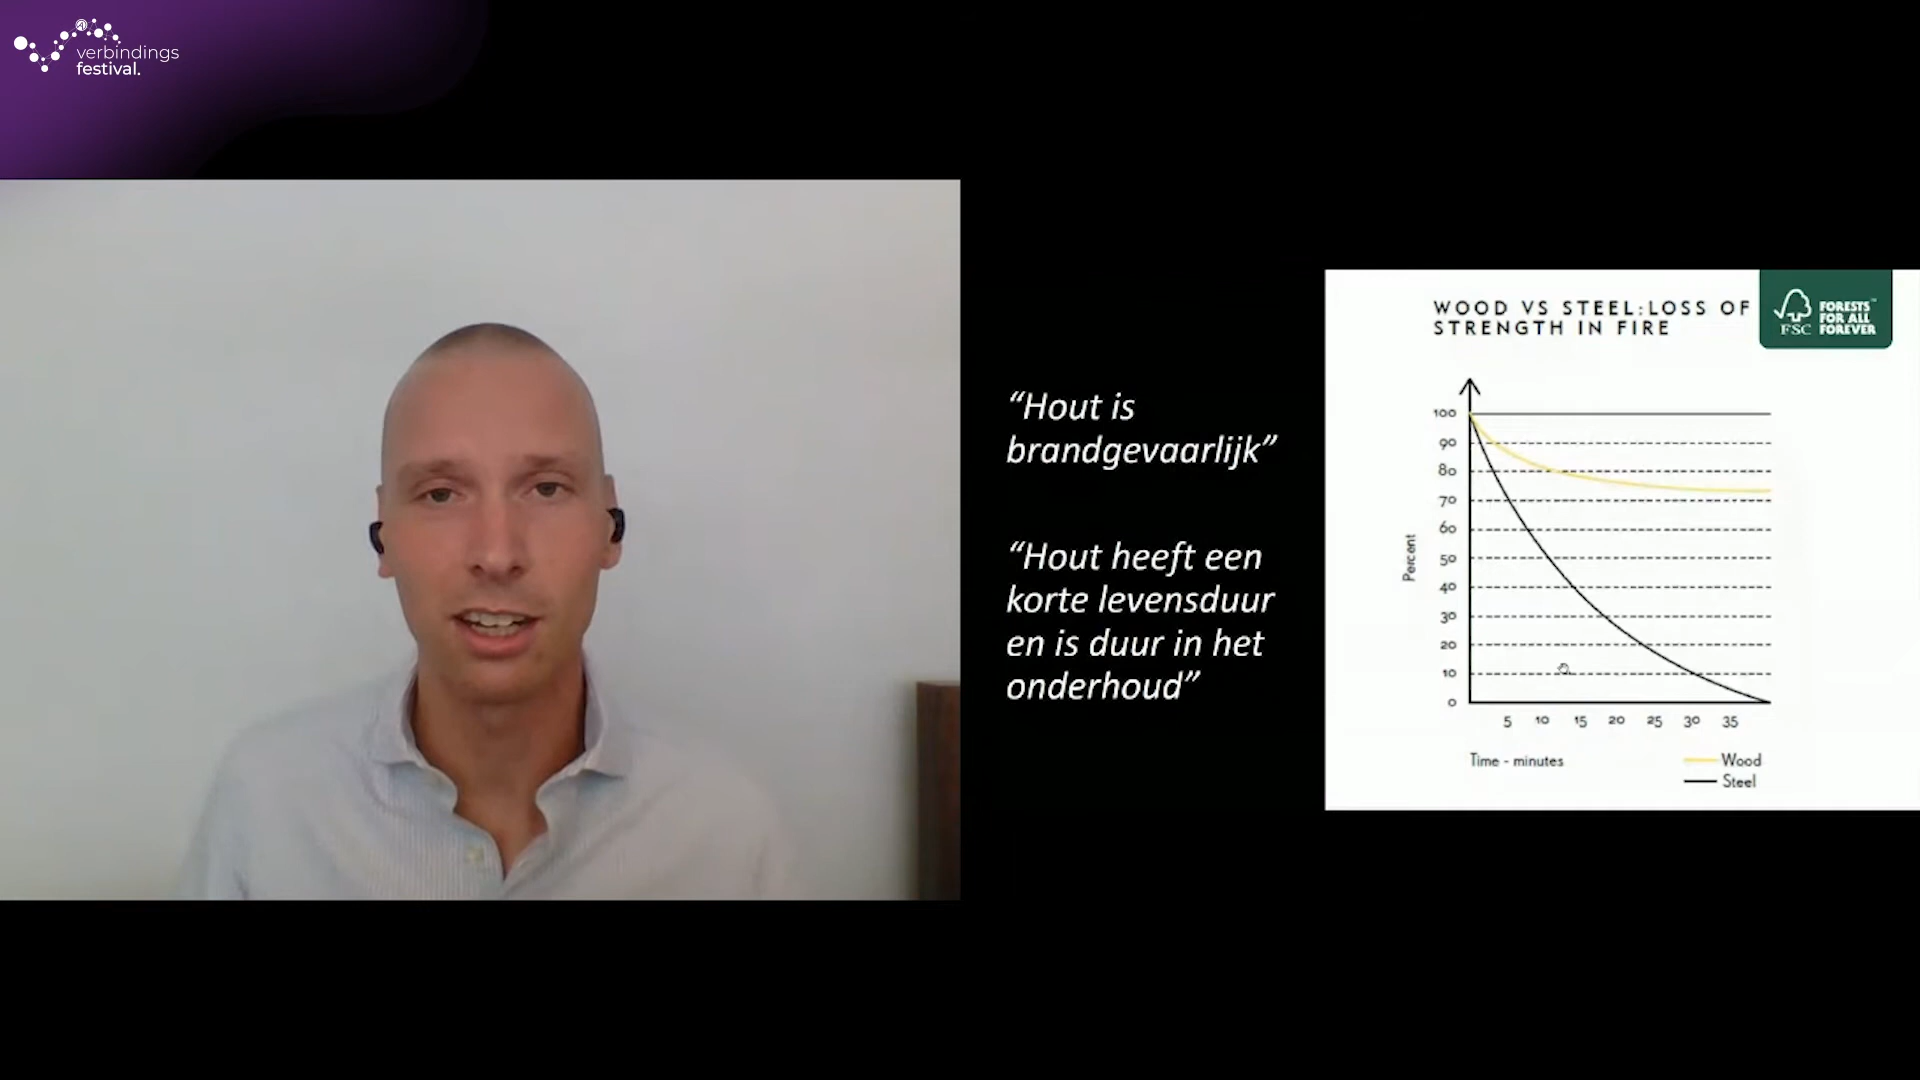 verbindings
festival.
“Hout is
brandgevaarlijk”
“Hout heeft een
korte levensduur
en is duur in het
onderhoud”
WOOD VS STEEL:LOSS OF
STRENGTH IN FIRE
FSC
FORESTS™
FOR ALL
FOREVER
100
90
80
70
60
50
40
30
20
10
0
Percent
5 10 15 20 25 30 35
Time - minutes
Wood
Steel